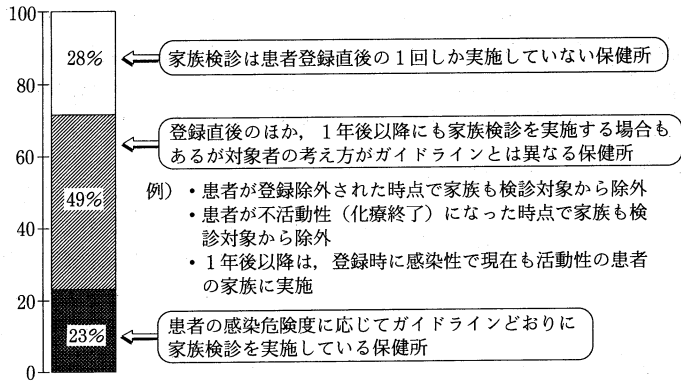 100
28%
家族検診は患者登録直後の1回しか実施していない保健所
80
登録直後のほか，1年後以降にも家族検診を実施する場合も
あるが対象者の考え方がガイドラインとは異なる保健所
60
49%
例）・患者が登録除外された時点で家族も検診対象から除外
・患者が不活動性（化療終了）になった時点で家族も検
診対象から除外
40
・1年後以降は，登録時に感染性で現在も活動性の患者
の家族に実施
20
23%
患者の感染危険度に応じてガイドラインどおりに
家族検診を実施している保健所
0